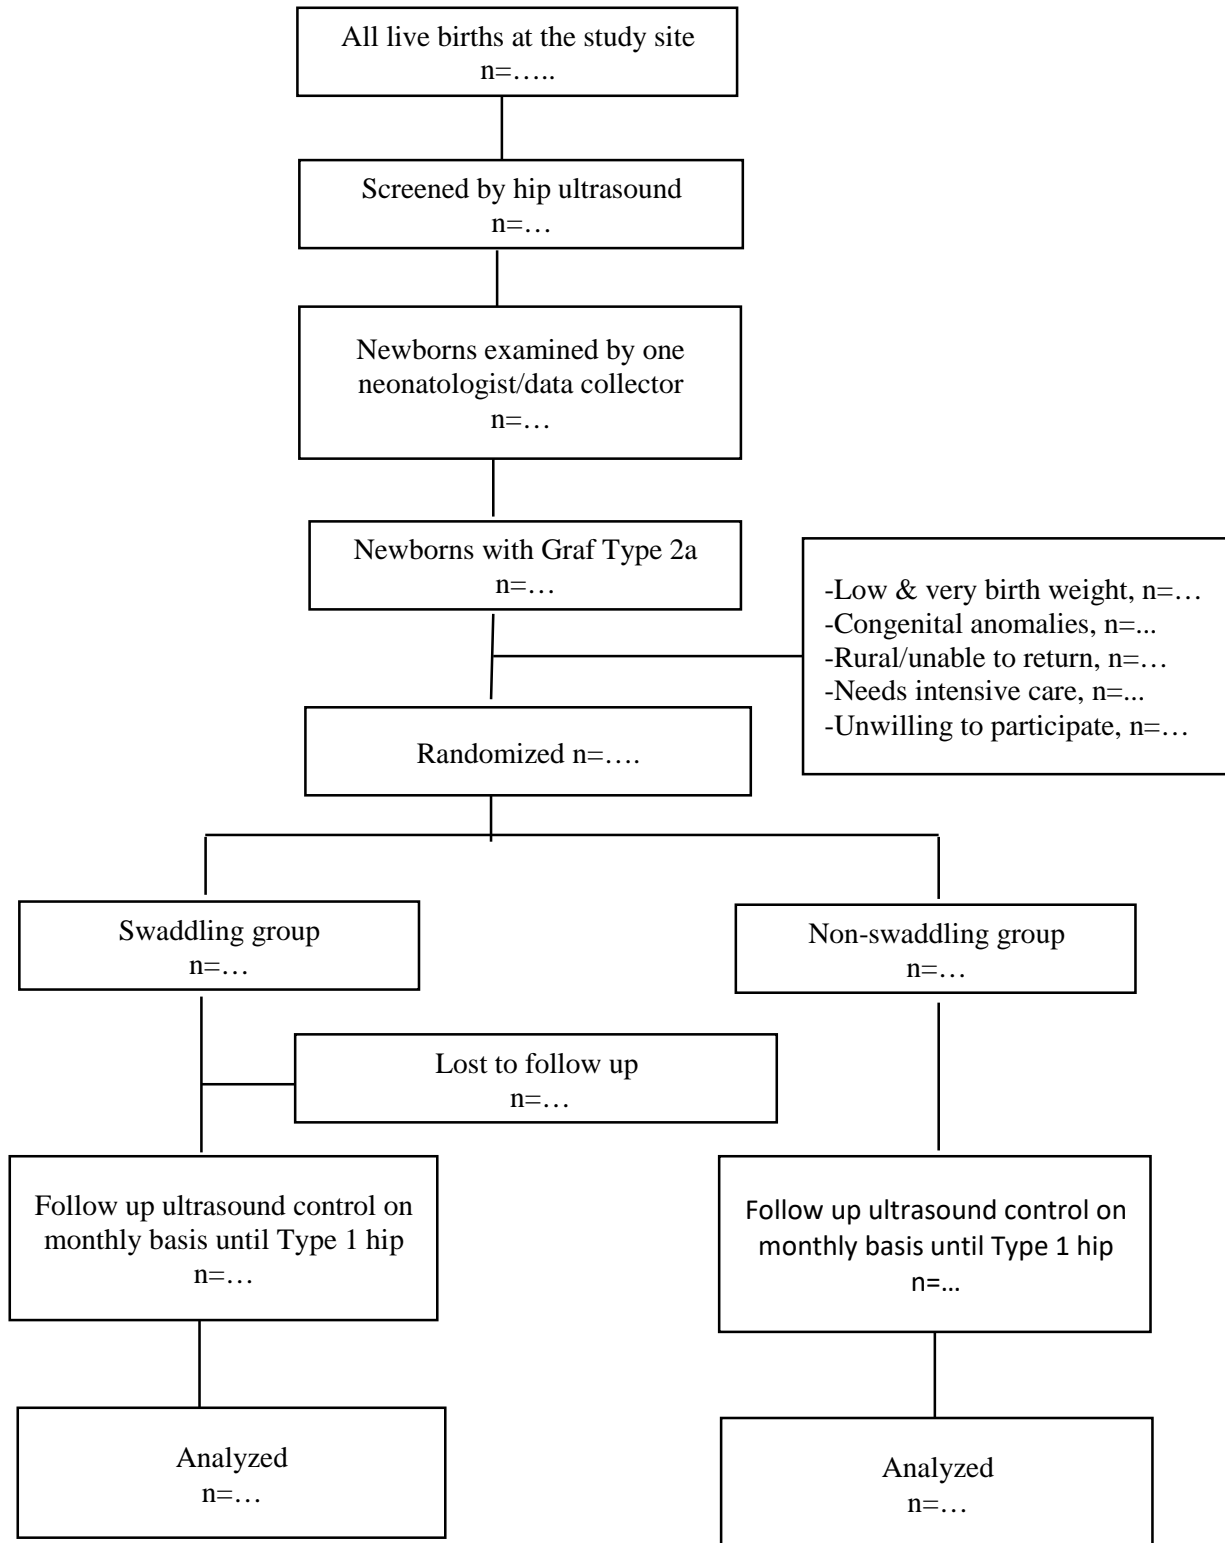 All live births at the study site
n=…..
Screened by hip ultrasound
n=…
Newborns examined by one
neonatologist/data collector
n=…
Newborns with Graf Type 2a
n=…
-Low & very birth weight, n=…
-Congenital anomalies, n=...
-Rural/unable to return, n=…
-Needs intensive care, n=...
-Unwilling to participate, n=…
Randomized n=….
Swaddling group
n=…
Non-swaddling group
n=…
Lost to follow up
n=…
Follow up ultrasound control on
monthly basis until Type 1 hip
n=…
Follow up ultrasound control on
monthly basis until Type 1 hip
n=…
Analyzed
n=…
Analyzed
n=…